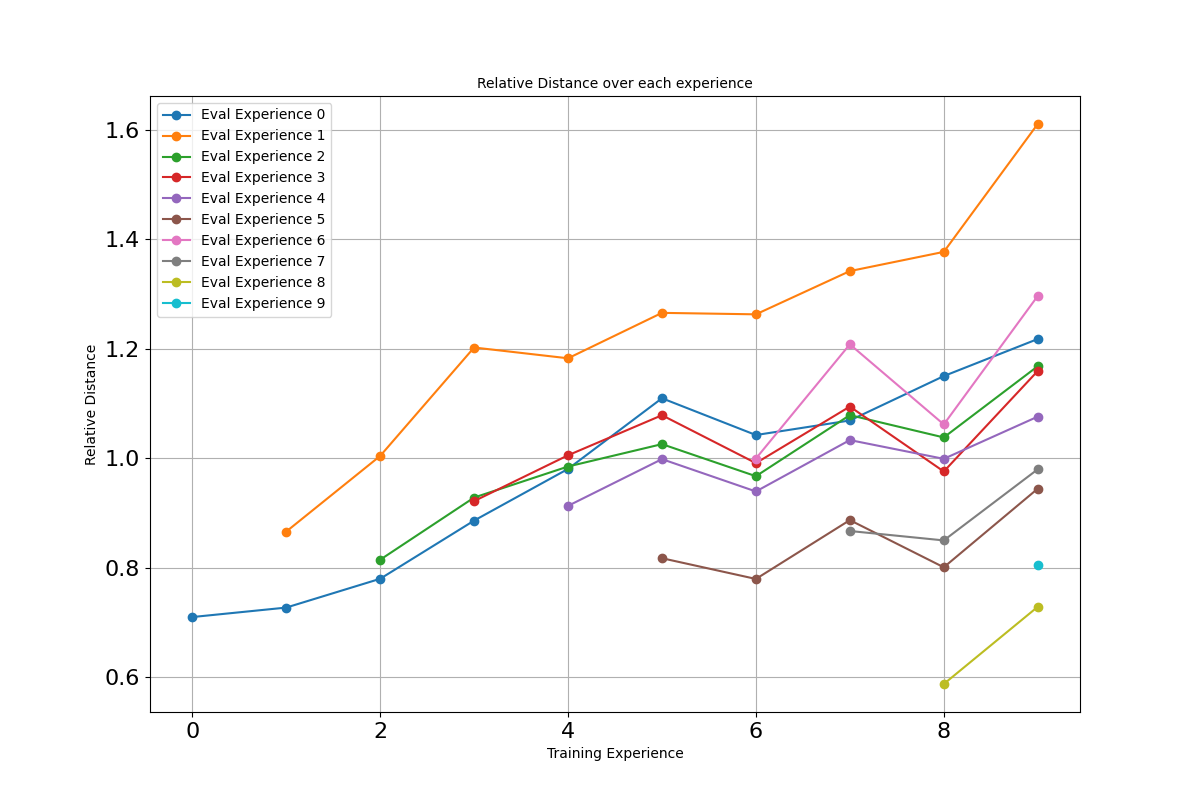 Relative Distance over each experience
Eval Experience 0
Eval Experience 1
Eval Experience 2
Eval Experience 3
Eval Experience 4
Eval Experience 5
Eval Experience 6
Eval Experience 7
Eval Experience 8
Eval Experience 9
1.6
1.4
1.2
1.0
0.8
0.6
Relative Distance
0 2 4 6 8
Training Experience